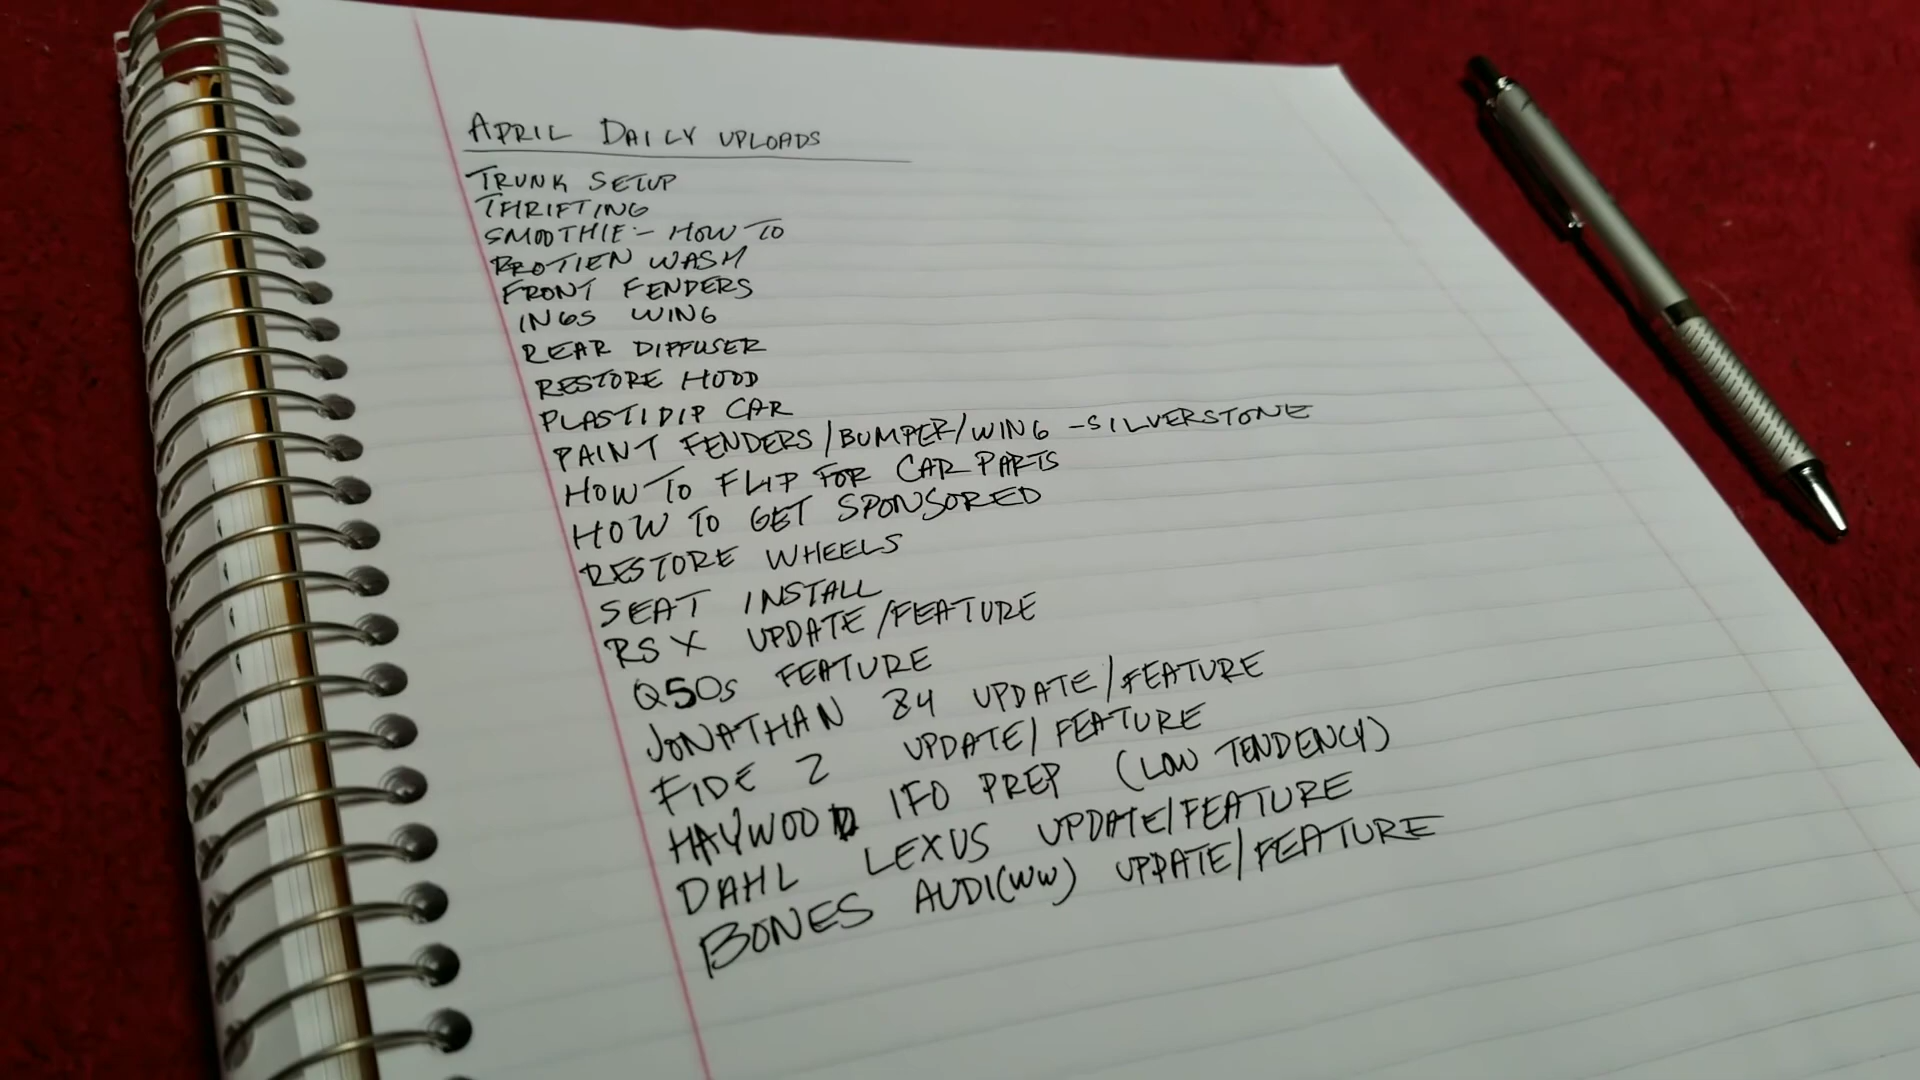 APRIL DAILY UPLOADS
TRUNK SETUP
THRIFTING
SMOOTHIE - HOW TO
PROTIEN WASH
FRONT FENDERS
INGS WING
REAR DIFFUSER
RESTORE HOOD
PLASTIDIP CAR
PAINT FENDERS/BUMPER/WING - SILVERSTONE
HOW TO FLIP FOR CAR PARTS
HOW TO GET SPONSORED
RESTORE WHEELS
SEAT INSTALL
RSX UPDATE/FEATURE
Q50s FEATURE
JONATHAN Z4 UPDATE/FEATURE
FIDE Z UPDATE/FEATURE
HAYWOOD IFO PREP (LOW TENDENCY)
DAHL LEXUS UPDATE/FEATURE
BONES AUDI(WW) UPDATE/FEATURE